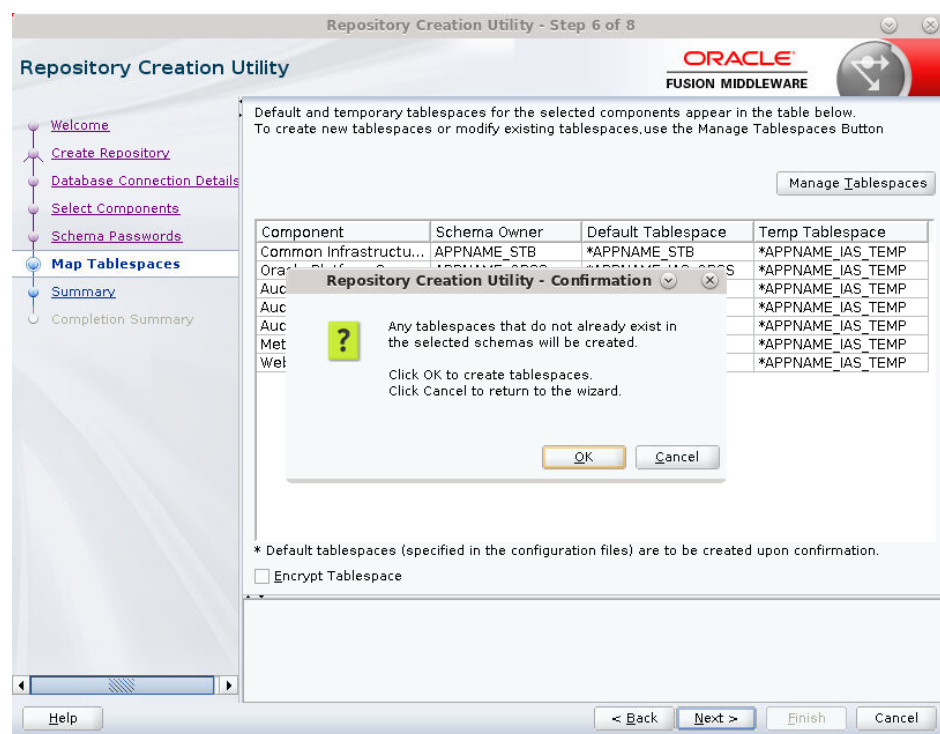 Repository Creation Utility - Step 6 of 8
Repository Creation Utility
ORACLE
FUSION MIDDLEWARE
Welcome
Create Repository
Database Connection Details
Select Components
Schema Passwords
Map Tablespaces
Summary
Completion Summary
Default and temporary tablespaces for the selected components appear in the table below.
To create new tablespaces or modify existing tablespaces,use the Manage Tablespaces Button
Manage Tablespaces
Component Schema Owner Default Tablespace Temp Tablespace
Common Infrastructu... APPNAME_STB *APPNAME_STB *APPNAME_IAS_TEMP
*APPNAME_IAS_TEMP
Aud *APPNAME_IAS_TEMP
Aud *APPNAME_IAS_TEMP
Aud *APPNAME_IAS_TEMP
Met *APPNAME_IAS_TEMP
Web *APPNAME_IAS_TEMP
Repository Creation Utility - Confirmation
?
Any tablespaces that do not already exist in
the selected schemas will be created.
Click OK to create tablespaces.
Click Cancel to return to the wizard.
OK Cancel
* Default tablespaces (specified in the configuration files) are to be created upon confirmation.
Encrypt Tablespace
Help < Back Next > Finish Cancel